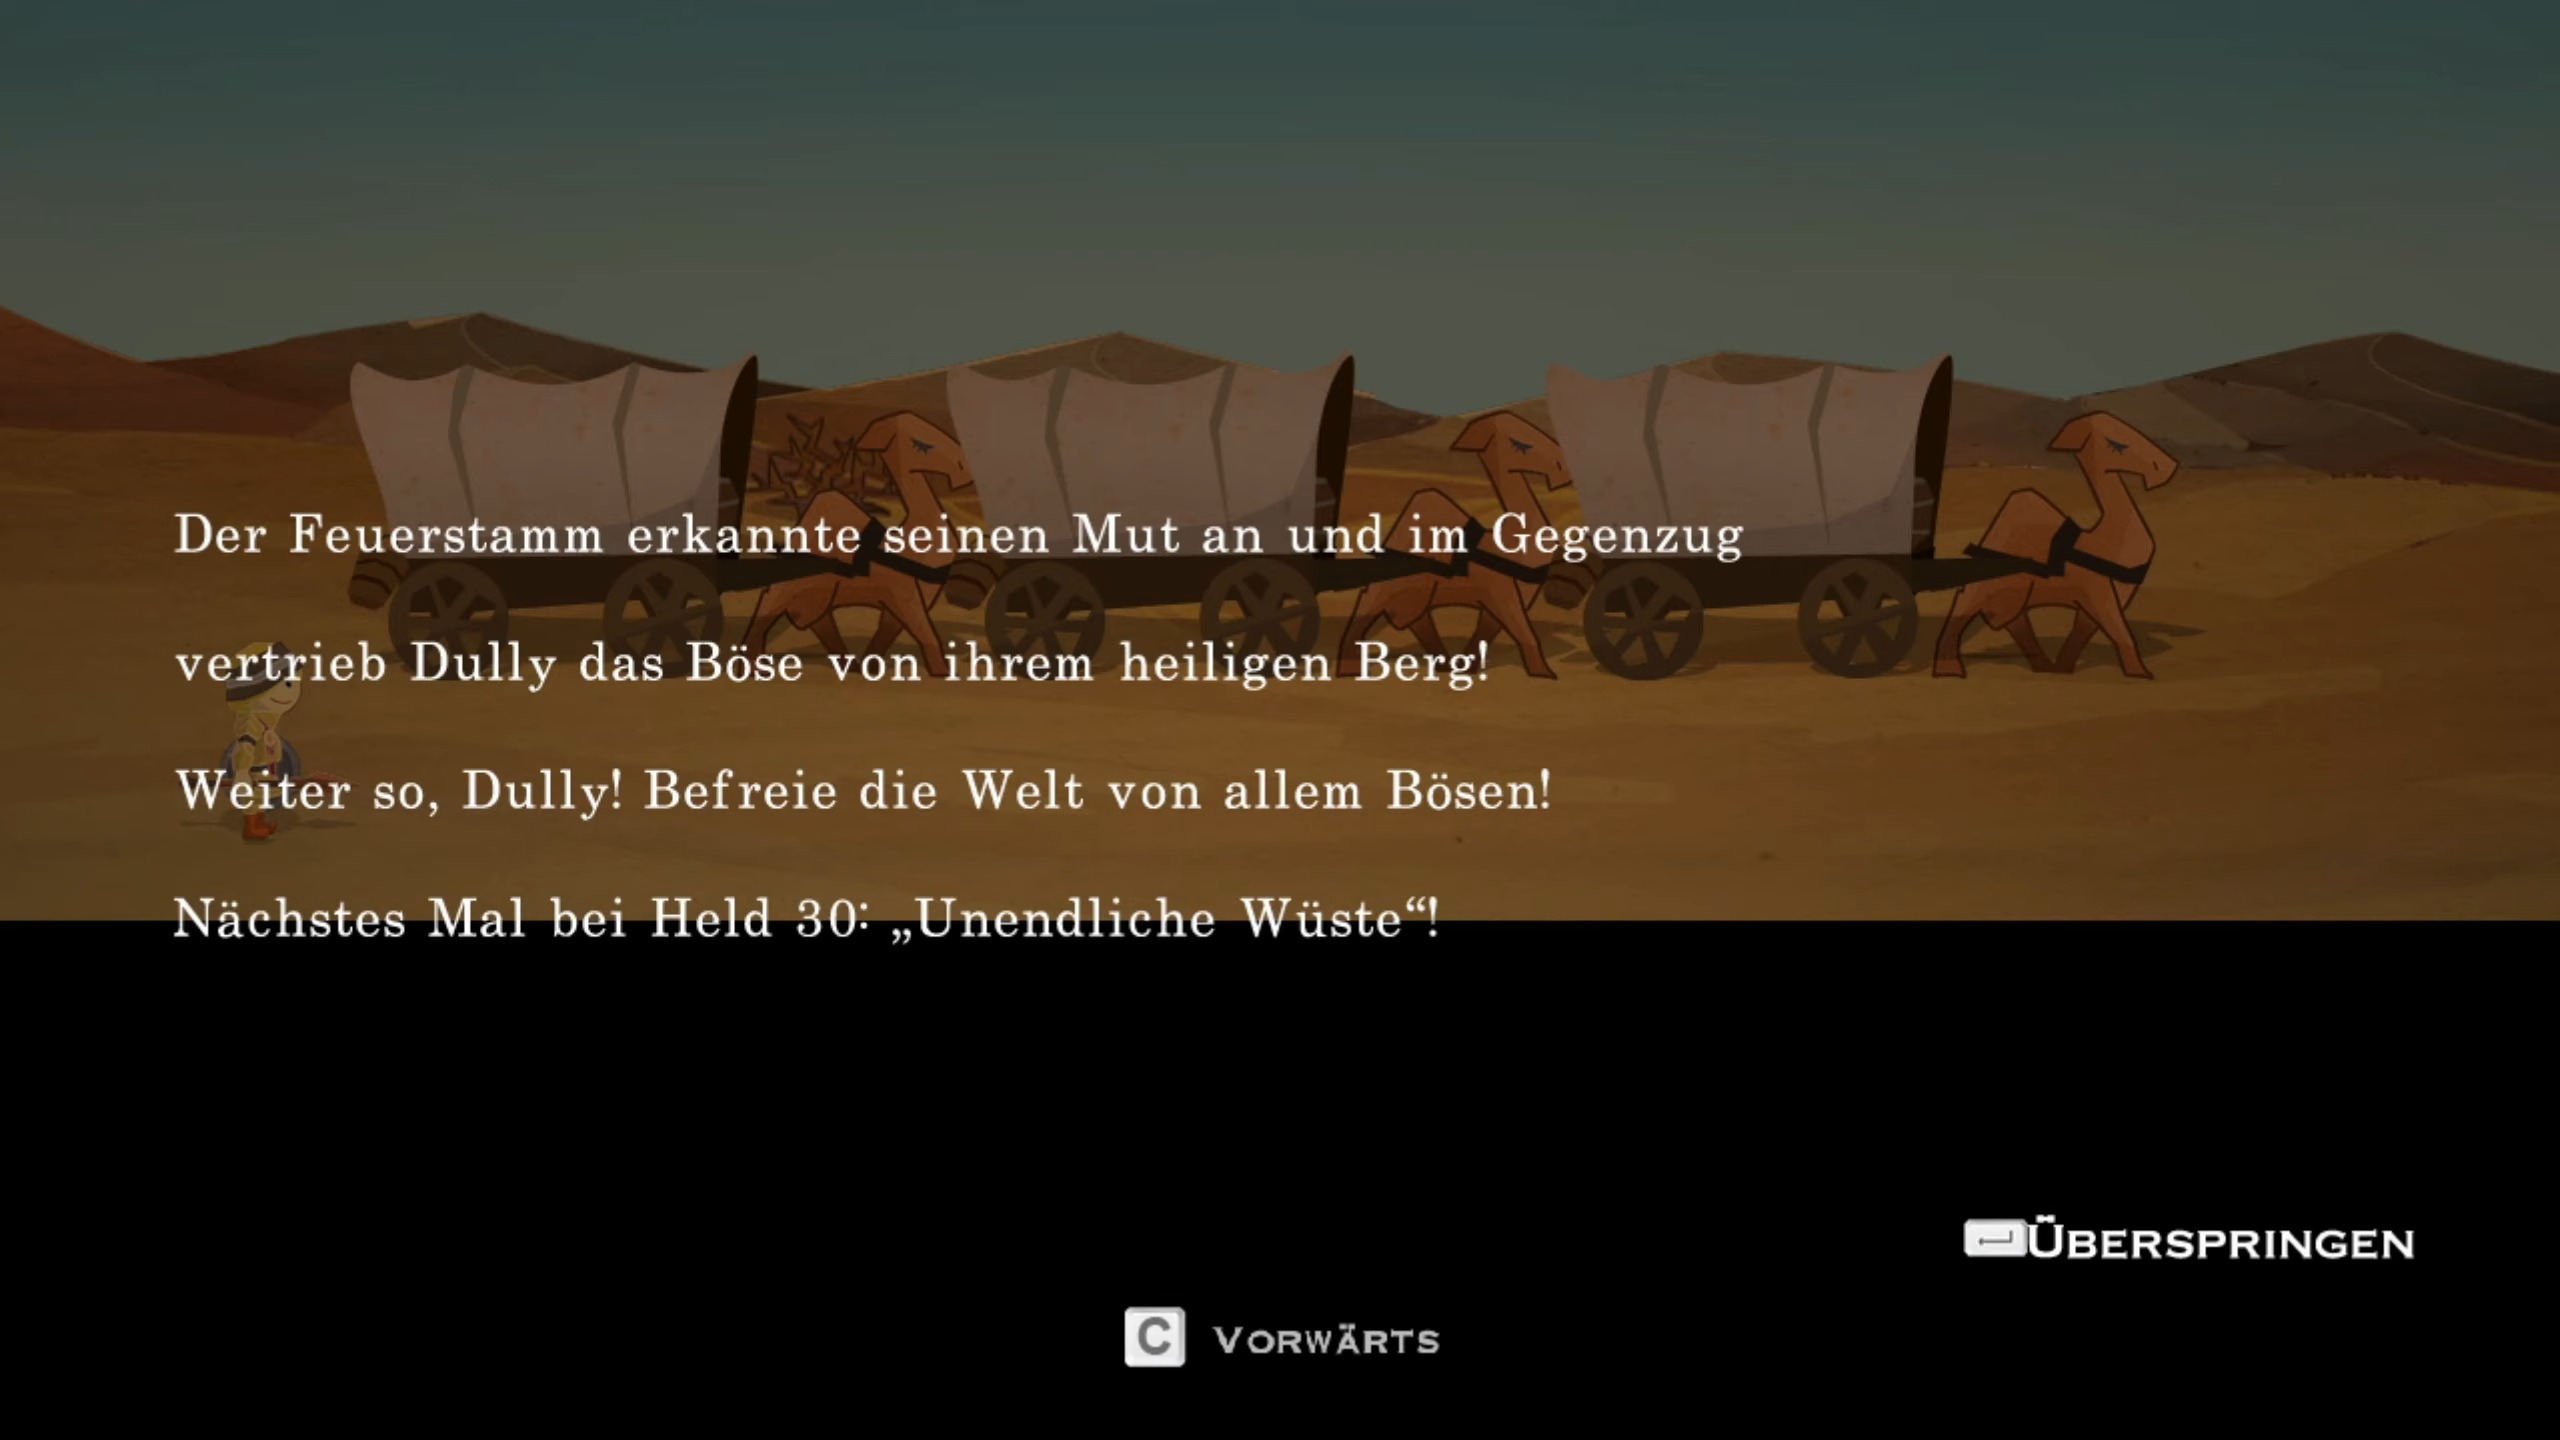 Der Feuerstamm erkannte seinen Mut an und im Gegenzug
vertrieb Dully das Böse von ihrem heiligen Berg!
Weiter so, Dully! Befreie die Welt von allem Bösen!
Nächstes Mal bei Held 30: „Unendliche Wüste“!
ÜBERSPRINGEN
C VORWÄRTS